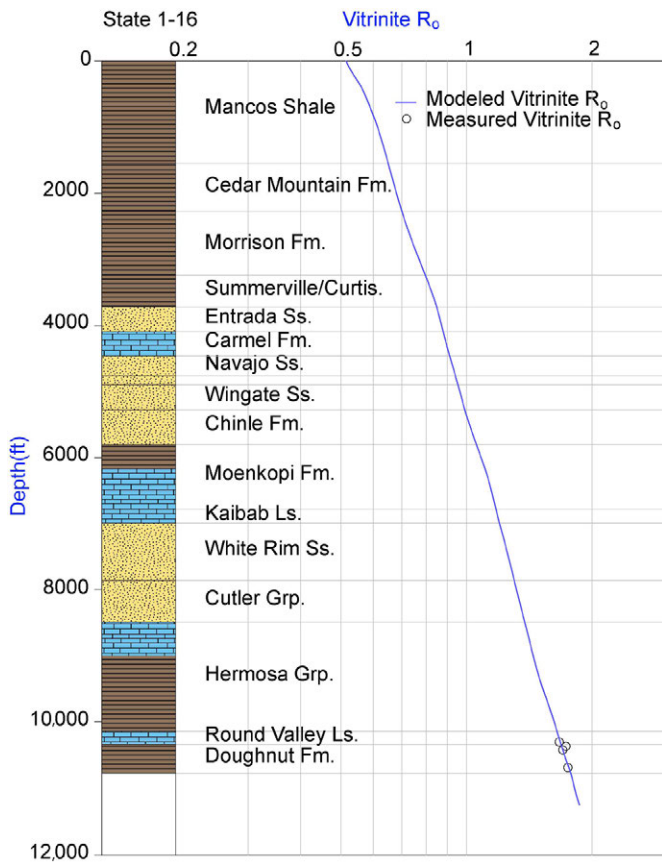 State 1-16
Vitrinite Ro
0.2
0.5
1
2
0
Modeled Vitrinite Ro
Measured Vitrinite Ro
Mancos Shale
Cedar Mountain Fm.
2000
Morrison Fm.
Summerville/Curtis.
Entrada Ss.
4000
Carmel Fm.
Navajo Ss.
Wingate Ss.
Chinle Fm.
6000
Moenkopi Fm.
Kaibab Ls.
White Rim Ss.
8000
Cutler Grp.
Hermosa Grp.
10,000
Round Valley Ls.
Doughnut Fm.
12,000
Depth(ft)